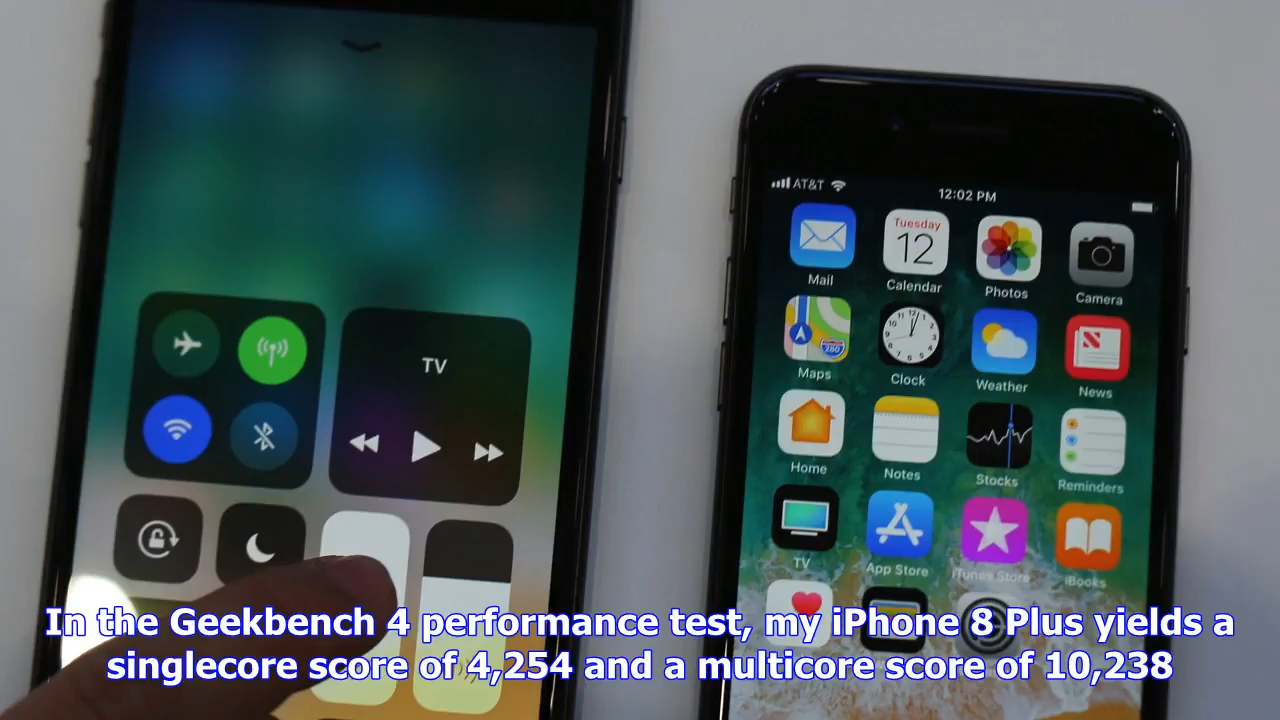 TV
AT&T
12:02 PM
Tuesday
12
Mail
Calendar
Photos
Camera
12
280
Maps
Clock
Weather
News
Home
Notes
Stocks
Reminders
TV
App Store
iTunes Store
iBooks
In the Geekbench 4 performance test, my iPhone 8 Plus yields a
singlecore score of 4,254 and a multicore score of 10,238